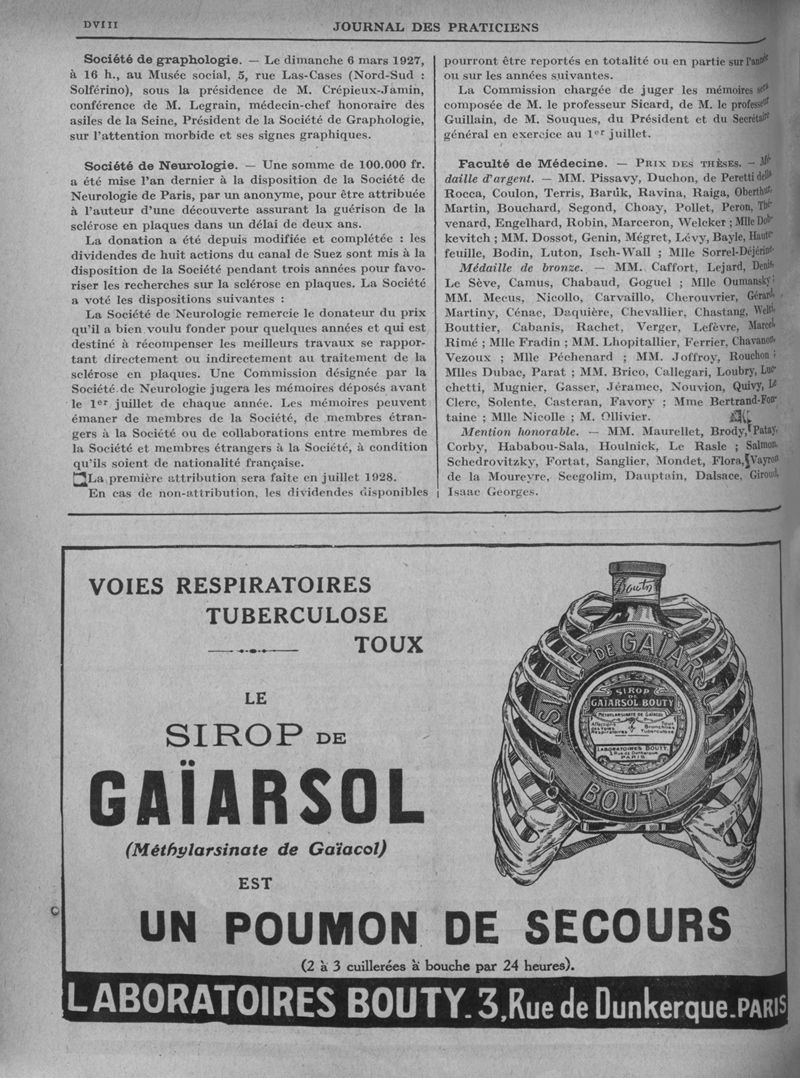 DVIII
JOURNAL DES PRATICIENS
Société de graphologie. — Le dimanche 6 mars 1927,
à 16 h., au Musée social, 5, rue Las-Cases (Nord-Sud :
Solférino), sous la présidence de M. Crépieux-Jamin,
conférence de M. Legrain, médecin-chef honoraire des
asiles de la Seine, Président de la Société de Graphologie,
sur l'attention morbide et ses signes graphiques.
Société de Neurologie. — Une somme de 100.000 fr.
a été mise l'an dernier à la disposition de la Société de
Neurologie de Paris, par un anonyme, pour être attribuée
à l'auteur d'une découverte assurant la guérison de la
sclérose en plaques dans un délai de deux ans.
La donation a été depuis modifiée et complétée : les
dividendes de huit actions du canal de Suez sont mis à la
disposition de la Société pendant trois années pour favo-
riser les recherches sur la sclérose en plaques. La Société
a voté les dispositions suivantes :
La Société de Neurologie remercie le donateur du prix
qu'il a bien voulu fonder pour quelques années et qui est
destiné à récompenser les meilleurs travaux se rappor-
tant directement ou indirectement au traitement de la
sclérose en plaques. Une Commission désignée par la
Société de Neurologie jugera les mémoires déposés avant
le 1er juillet de chaque année. Les mémoires peuvent
émaner de membres de la Société, de membres étran-
gers à la Société ou de collaborations entre membres de
la Société et membres étrangers à la Société, à condition
qu'ils soient de nationalité française.
La première attribution sera faite en juillet 1928.
En cas de non-attribution, les dividendes disponibles
pourront être reportés en totalité ou en partie sur l'année
ou sur les années suivantes.
La Commission chargée de juger les mémoires sera
composée de M. le professeur Sicard, de M. le professeur
Guillain, de M. Souques, du Président et du Secrétaire
général en exercice au 1er juillet.
Faculté de Médecine. — PRIX DES THÈSES. — Mé-
daille d'argent. — MM. Pissavy, Duchon, de Peretti della
Rocca, Coulon, Terris, Barük, Ravina, Raiga, Oberthur,
Martin, Bouchard, Segond, Choay, Pollet, Peron, Thé-
venard, Engelhard, Robin, Marceron, Welcker ; Mlle Dob-
kevitch ; MM. Dossot, Genin, Mégret, Lévy, Bayle, Haute-
feuille, Bodin, Luton, Isch-Wall ; Mlle Sorrel-Déjérine.
Médaille de bronze. — MM. Caffort, Lejard, Denis,
Le Sève, Camus, Chabaud, Goguel ; Mlle Oumansky ;
MM. Mecus, Nicollo, Carvaillo, Cherouvrier, Gérard,
Martiny, Cénac, Daquière, Chevallier, Chastang, Welti,
Bouttier, Cabanis, Rachet, Verger, Lefèvre, Marcel,
Rimé ; Mlle Fradin ; MM. Lhopitallier, Ferrier, Chavanon,
Vezoux ; Mlle Péchenard ; MM. Joffroy, Rouchon ;
Mlles Dubac, Parat ; MM. Brico, Callegari, Loubry, Luc-
chetti, Mugnier, Gasser, Jéramec, Nouvion, Quivy, Le
Clerc, Solente, Casteran, Favory ; Mme Bertrand-Fon-
taine ; Mlle Nicolle ; M. Ollivier.
Mention honorable. — MM. Maurellet, Brody, Patay,
Corby, Hababou-Sala, Houlnick, Le Rasle ; Salmon,
Schedrovitzky, Fortat, Sanglier, Mondet, Flora, Vayron
de la Moureyre, Seegolim, Dauptain, Dalsace, Giroud,
Isaac Georges.
VOIES RESPIRATOIRES
TUBERCULOSE
TOUX
LE
SIROP DE
GAÏARSOL
(Méthylarsinate de Gaïacol)
EST
UN POUMON DE SECOURS
(2 à 3 cuillerées à bouche par 24 heures).
LABORATOIRES BOUTY_3,Rue de Dunkerque_PARIS
Bouty
SIROP DE GAÏARSOL
SIROP
DE
GAÏARSOL BOUTY
MÉTHYLARSINATE DE GAÏACOL
Affections des Voies Respiratoires
Toux Bronchites Tuberculose
LABORATOIRES BOUTY,
3 Rue de Dunkerque
PARIS
BOUTY